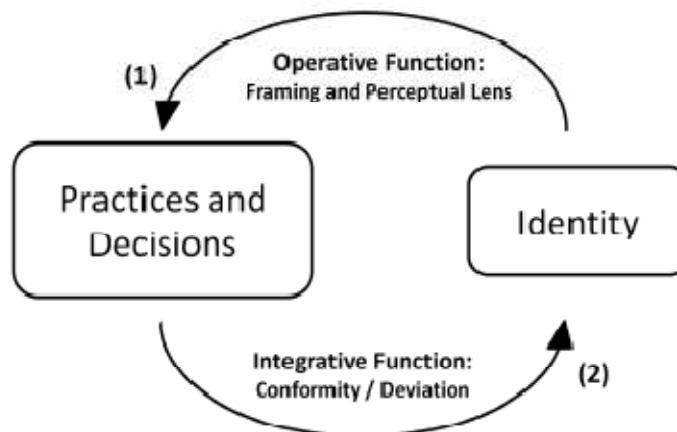 Operative Function:
(1)
Framing and Perceptual Lens
Practices and
Decisions
Identity
Integrative Function:
Conformity / Deviation
(2)